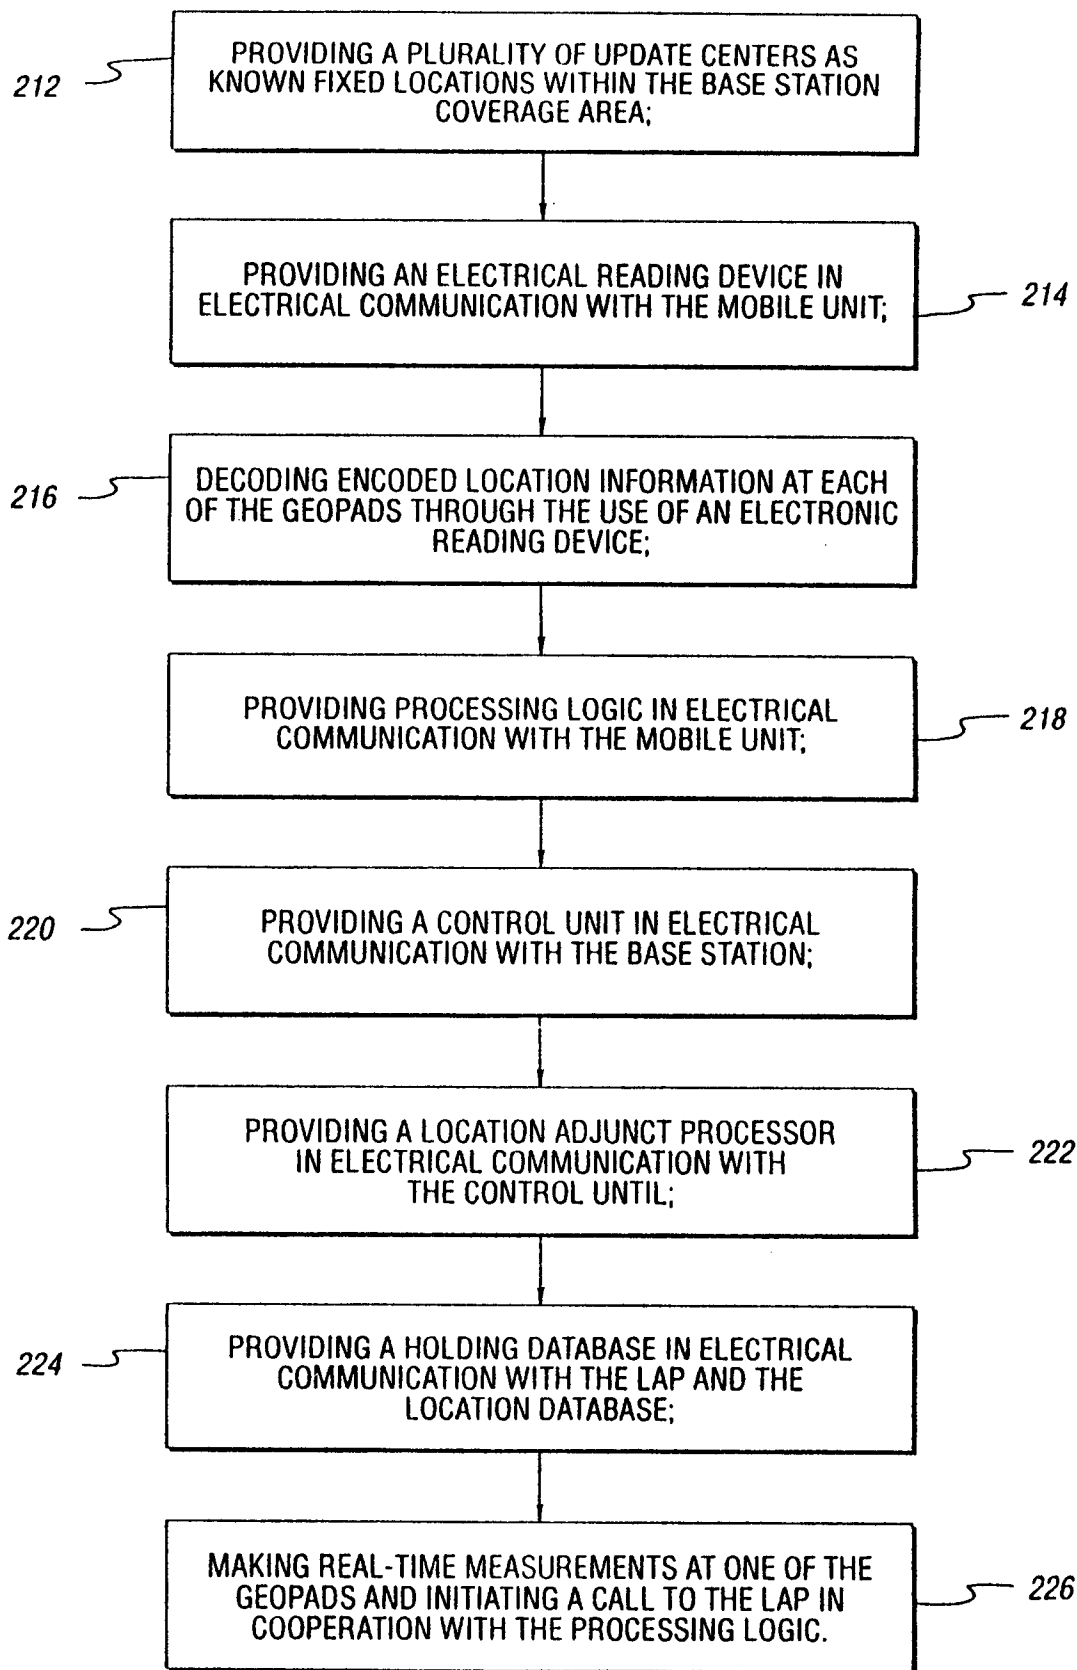 212
PROVIDING A PLURALITY OF UPDATE CENTERS AS
KNOWN FIXED LOCATIONS WITHIN THE BASE STATION
COVERAGE AREA;
PROVIDING AN ELECTRICAL READING DEVICE IN
ELECTRICAL COMMUNICATION WITH THE MOBILE UNIT;
214
216
DECODING ENCODED LOCATION INFORMATION AT EACH
OF THE GEOPADS THROUGH THE USE OF AN ELECTRONIC
READING DEVICE;
PROVIDING PROCESSING LOGIC IN ELECTRICAL
COMMUNICATION WITH THE MOBILE UNIT;
218
220
PROVIDING A CONTROL UNIT IN ELECTRICAL
COMMUNICATION WITH THE BASE STATION;
PROVIDING A LOCATION ADJUNCT PROCESSOR
IN ELECTRICAL COMMUNICATION WITH
THE CONTROL UNTIL;
222
224
PROVIDING A HOLDING DATABASE IN ELECTRICAL
COMMUNICATION WITH THE LAP AND THE
LOCATION DATABASE;
MAKING REAL-TIME MEASUREMENTS AT ONE OF THE
GEOPADS AND INITIATING A CALL TO THE LAP IN
COOPERATION WITH THE PROCESSING LOGIC.
226